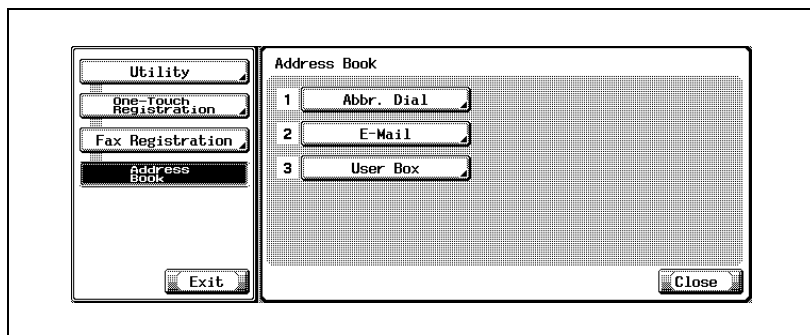 Utility
One-Touch
Registration
Fax Registration
Address
Book
Exit
Address Book
1 Abbr. Dial
2 E-Mail
3 User Box
Close